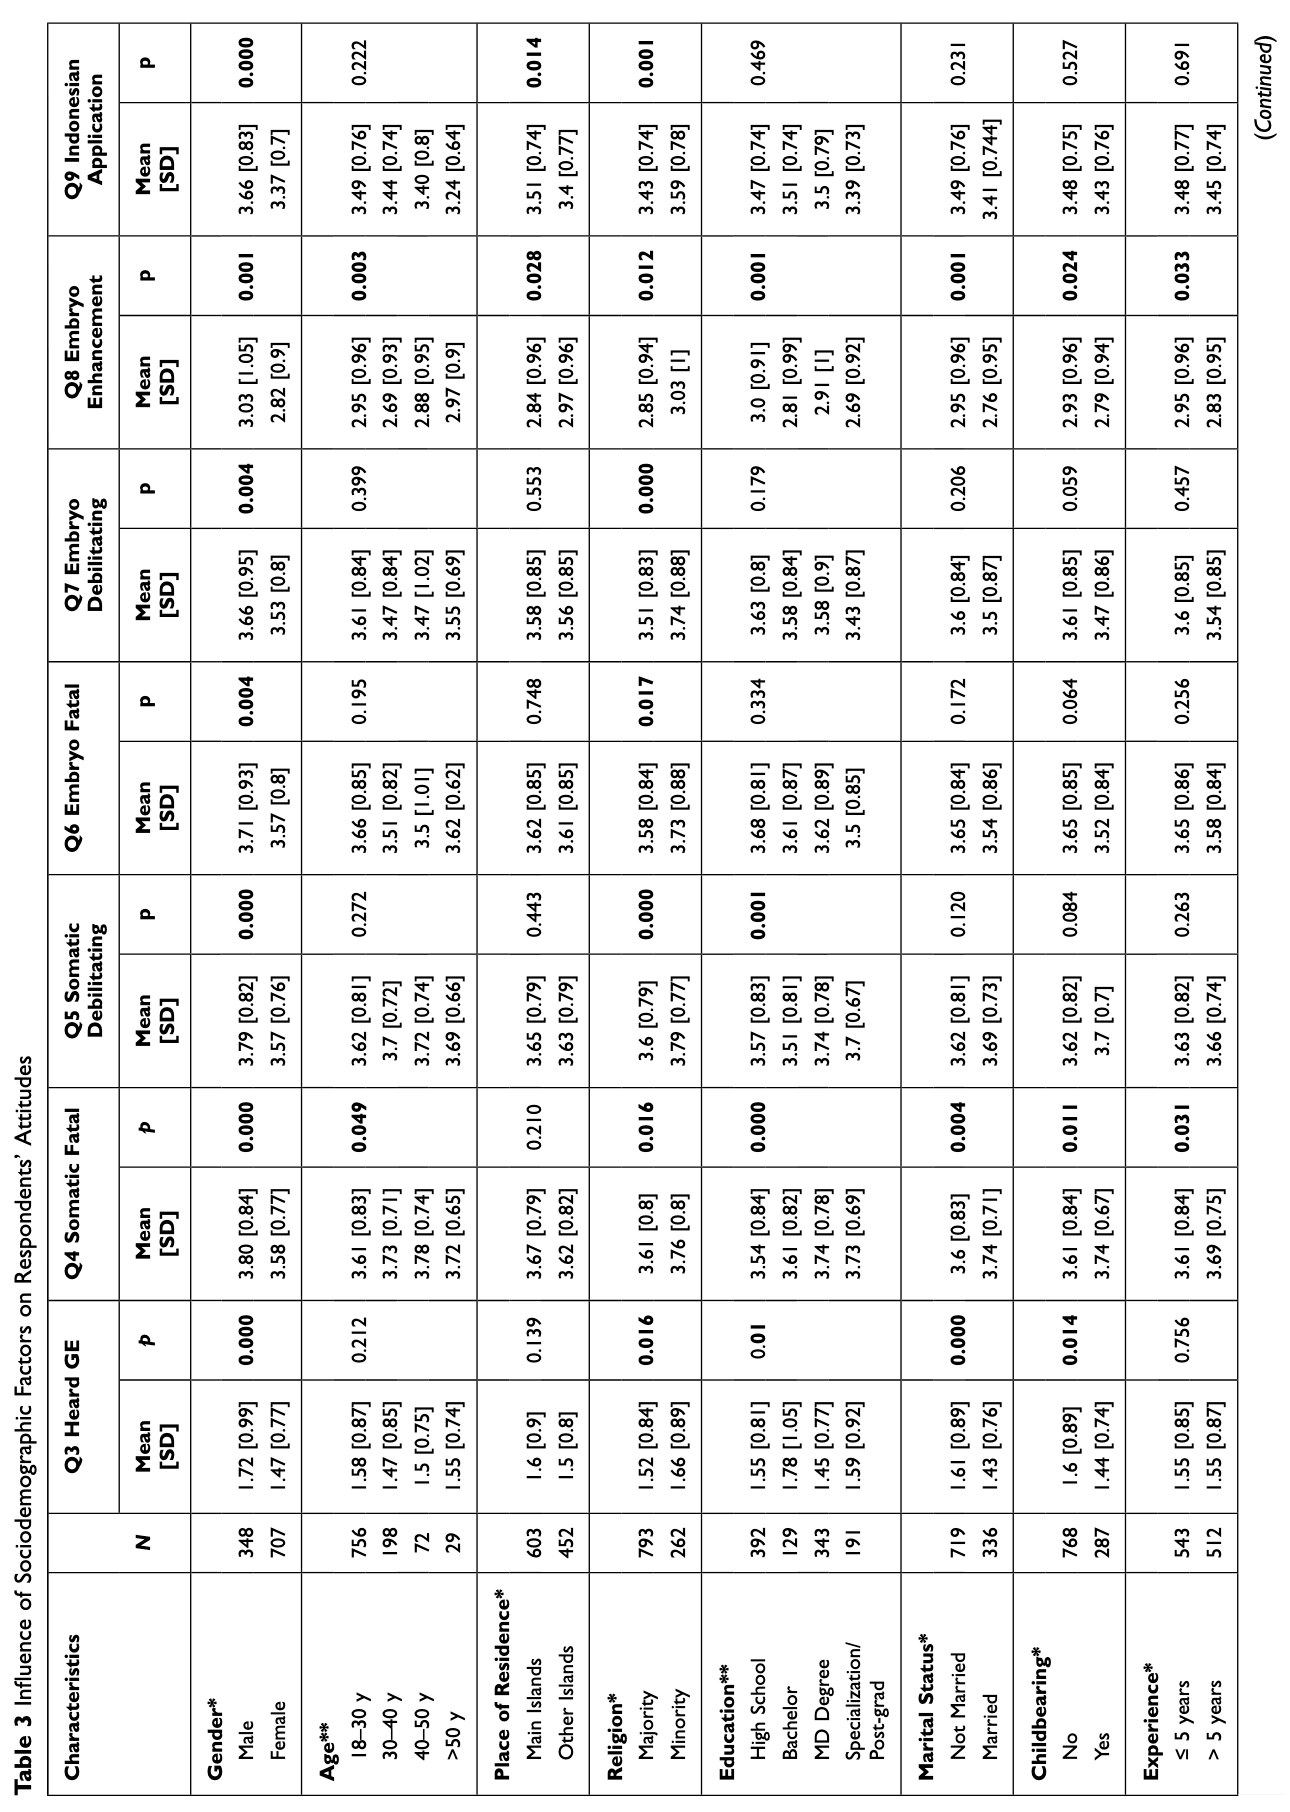 Table 3 Influence of Sociodemographic Factors on Respondents' Attitudes
Characteristics N Q3 Heard GE Q4 Somatic Fatal Q5 Somatic Debilitating Q6 Embryo Fatal Q7 Embryo Debilitating Q8 Embryo Enhancement Q9 Indonesian Application
Mean [SD] p Mean [SD] p Mean [SD] p Mean [SD] p Mean [SD] p Mean [SD] p Mean [SD] p
Gender*
Male 348 1.72 [0.99] 0.000 3.80 [0.84] 0.000 3.79 [0.82] 0.000 3.71 [0.93] 0.004 3.66 [0.95] 0.004 3.03 [1.05] 0.001 3.66 [0.83] 0.000
Female 707 1.47 [0.77] 3.58 [0.77] 3.57 [0.76] 3.57 [0.8] 3.53 [0.8] 2.82 [0.9] 3.37 [0.7]
Age**
18–30 y 756 1.58 [0.87] 0.212 3.61 [0.83] 0.049 3.62 [0.81] 0.272 3.66 [0.85] 0.195 3.61 [0.84] 0.399 2.95 [0.96] 0.003 3.49 [0.76] 0.222
30–40 y 198 1.47 [0.85] 3.73 [0.71] 3.7 [0.72] 3.51 [0.82] 3.47 [0.84] 2.69 [0.93] 3.44 [0.74]
40–50 y 72 1.5 [0.75] 3.78 [0.74] 3.72 [0.74] 3.5 [1.01] 3.47 [1.02] 2.88 [0.95] 3.40 [0.8]
>50 y 29 1.55 [0.74] 3.72 [0.65] 3.69 [0.66] 3.62 [0.62] 3.55 [0.69] 2.97 [0.9] 3.24 [0.64]
Place of Residence*
Main Islands 603 1.6 [0.9] 0.139 3.67 [0.79] 0.210 3.65 [0.79] 0.443 3.62 [0.85] 0.748 3.58 [0.85] 0.553 2.84 [0.96] 0.028 3.51 [0.74] 0.014
Other Islands 452 1.5 [0.8] 3.62 [0.82] 3.63 [0.79] 3.61 [0.85] 3.56 [0.85] 2.97 [0.96] 3.4 [0.77]
Religion*
Majority 793 1.52 [0.84] 0.016 3.61 [0.8] 0.016 3.6 [0.79] 0.000 3.58 [0.84] 0.017 3.51 [0.83] 0.000 2.85 [0.94] 0.012 3.43 [0.74] 0.001
Minority 262 1.66 [0.89] 3.76 [0.8] 3.79 [0.77] 3.73 [0.88] 3.74 [0.88] 3.03 [1] 3.59 [0.78]
Education**
High School 392 1.55 [0.81] 0.01 3.54 [0.84] 0.000 3.57 [0.83] 0.001 3.68 [0.81] 0.334 3.63 [0.8] 0.179 3.0 [0.91] 0.001 3.47 [0.74] 0.469
Bachelor 129 1.78 [1.05] 3.61 [0.82] 3.51 [0.81] 3.61 [0.87] 3.58 [0.84] 2.81 [0.99] 3.51 [0.74]
MD Degree 343 1.45 [0.77] 3.74 [0.78] 3.74 [0.78] 3.62 [0.89] 3.58 [0.9] 2.91 [1] 3.5 [0.79]
Specialization/ 191 1.59 [0.92] 3.73 [0.69] 3.7 [0.67] 3.5 [0.85] 3.43 [0.87] 2.69 [0.92] 3.39 [0.73]
Post-grad
Marital Status*
Not Married 719 1.61 [0.89] 0.000 3.6 [0.83] 0.004 3.62 [0.81] 0.120 3.65 [0.84] 0.172 3.6 [0.84] 0.206 2.95 [0.96] 0.001 3.49 [0.76] 0.231
Married 336 1.43 [0.76] 3.74 [0.71] 3.69 [0.73] 3.54 [0.86] 3.5 [0.87] 2.76 [0.95] 3.41 [0.744]
Childbearing*
No 768 1.6 [0.89] 0.014 3.61 [0.84] 0.011 3.62 [0.82] 0.084 3.65 [0.85] 0.064 3.61 [0.85] 0.059 2.93 [0.96] 0.024 3.48 [0.75] 0.527
Yes 287 1.44 [0.74] 3.74 [0.67] 3.7 [0.7] 3.52 [0.84] 3.47 [0.86] 2.79 [0.94] 3.43 [0.76]
Experience*
≤ 5 years 543 1.55 [0.85] 0.756 3.61 [0.84] 0.031 3.63 [0.82] 0.263 3.65 [0.86] 0.256 3.6 [0.85] 0.457 2.95 [0.96] 0.033 3.48 [0.77] 0.691
> 5 years 512 1.55 [0.87] 3.69 [0.75] 3.66 [0.74] 3.58 [0.84] 3.54 [0.85] 2.83 [0.95] 3.45 [0.74]
(Continued)